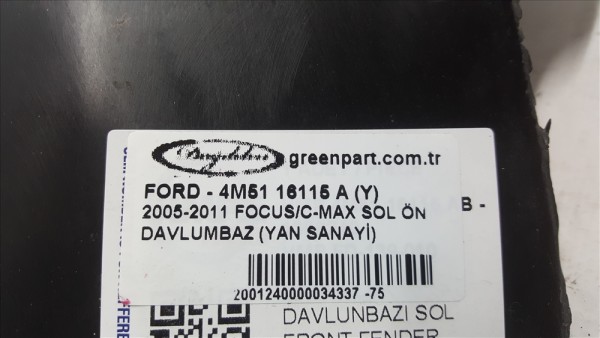 greenpart.com.tr
FORD - 4M51 16115 A (Y)
2005-2011 FOCUS/C-MAX SOL ÖN
DAVLUMBAZ (YAN SANAYİ)
2001240000034337 -75
B -
DAVLUNBAZI SOL
FRONT FENDER